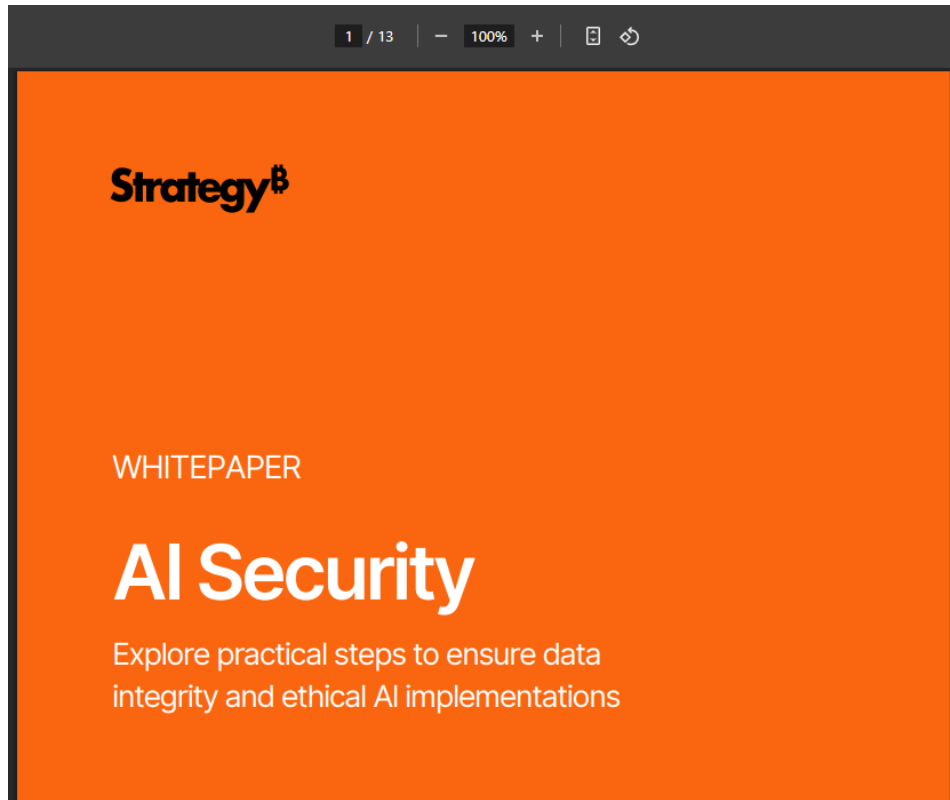 1 / 13 − 100% +
Strategy₿
WHITEPAPER
AI Security
Explore practical steps to ensure data
integrity and ethical AI implementations